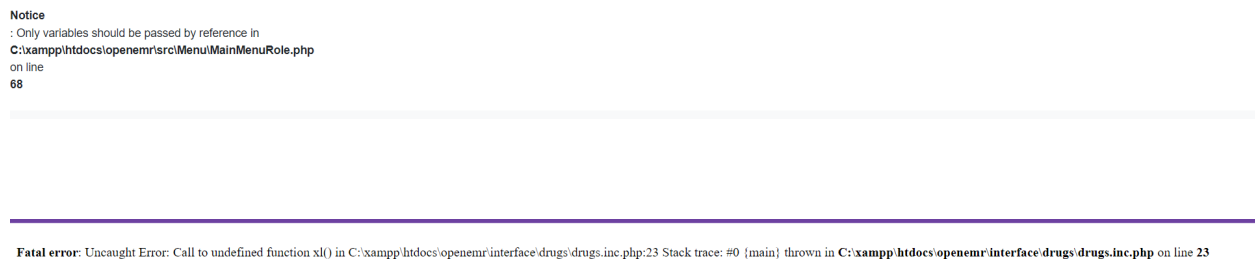 Notice
: Only variables should be passed by reference in
C:\xampp\htdocs\openemr\src\Menu\MainMenuRole.php
on line
68
Fatal error: Uncaught Error: Call to undefined function xl() in C:\xampp\htdocs\openemr\interface\drugs\drugs.inc.php:23 Stack trace: #0 {main} thrown in C:\xampp\htdocs\openemr\interface\drugs\drugs.inc.php on line 23